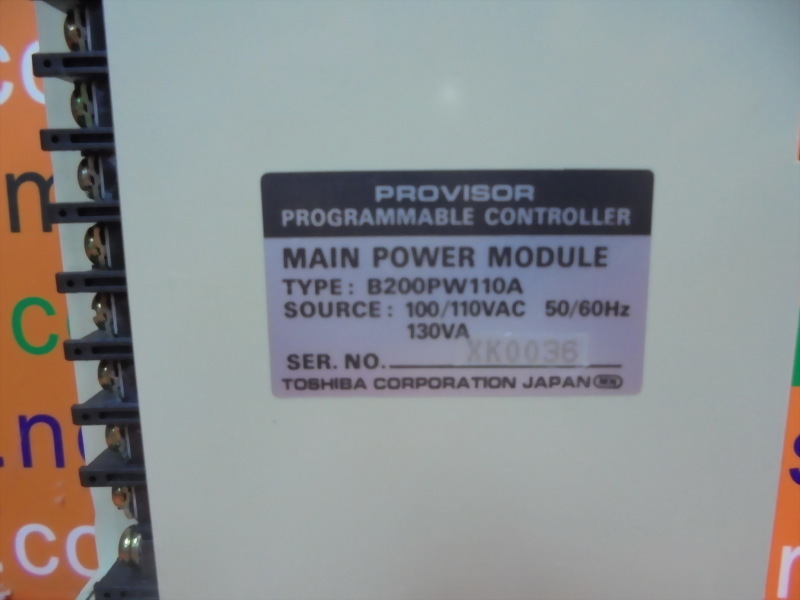 PROVISOR
PROGRAMMABLE CONTROLLER
MAIN POWER MODULE
TYPE: B200PW110A
SOURCE: 100/110VAC 50/60Hz
130VA
SER. NO. XK0036
TOSHIBA CORPORATION JAPAN